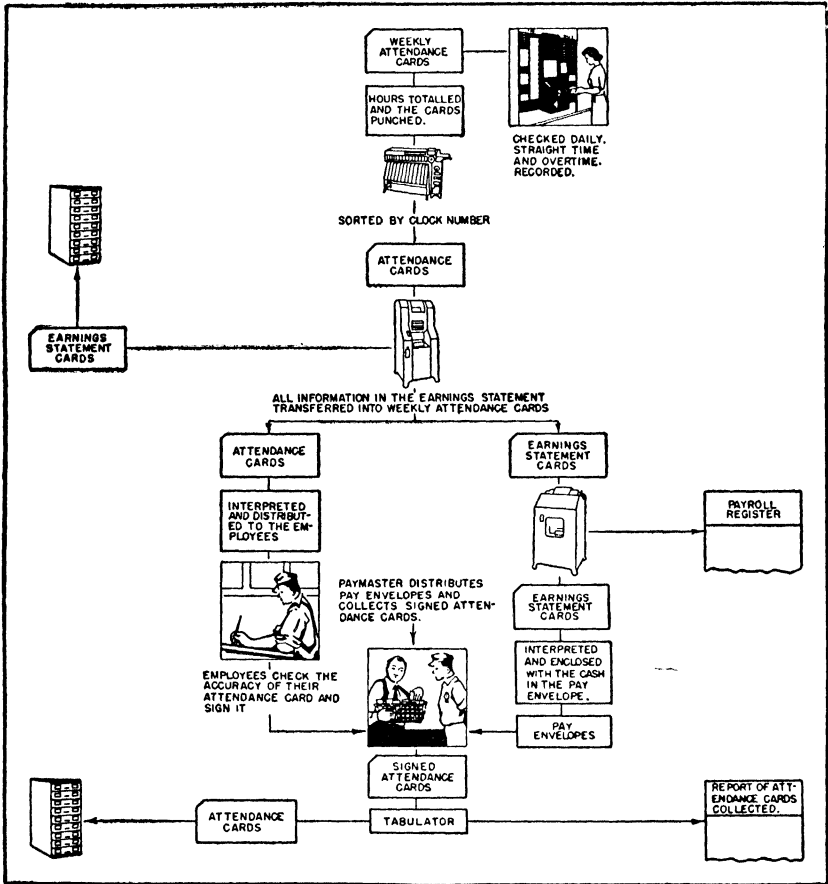 WEEKLY
ATTENDANCE
CARDS
HOURS TOTALLED
AND THE CARDS
PUNCHED.
CHECKED DAILY.
STRAIGHT TIME
AND OVERTIME.
RECORDED.
SORTED BY CLOCK NUMBER
ATTENDANCE
CARDS
EARNINGS
STATEMENT
CARDS
ALL INFORMATION IN THE EARNINGS STATEMENT
TRANSFERRED INTO WEEKLY ATTENDANCE CARDS
ATTENDANCE
CARDS
EARNINGS
STATEMENT
CARDS
INTERPRETED
AND DISTRIBUT-
ED TO THE EM-
PLOYEES
PAYROLL
REGISTER
PAYMASTER DISTRIBUTES
PAY ENVELOPES AND
COLLECTS SIGNED ATTEN-
DANCE CARDS.
EARNINGS
STATEMENT
CARDS
EMPLOYEES CHECK THE
ACCURACY OF THEIR
ATTENDANCE CARD AND
SIGN IT
INTERPRETED
AND ENCLOSED
WITH THE CASH
IN THE PAY
ENVELOPE.
PAY
ENVELOPES
SIGNED
ATTENDANCE
CARDS
ATTENDANCE
CARDS
TABULATOR
REPORT OF ATT-
ENDANCE CARDS
COLLECTED.